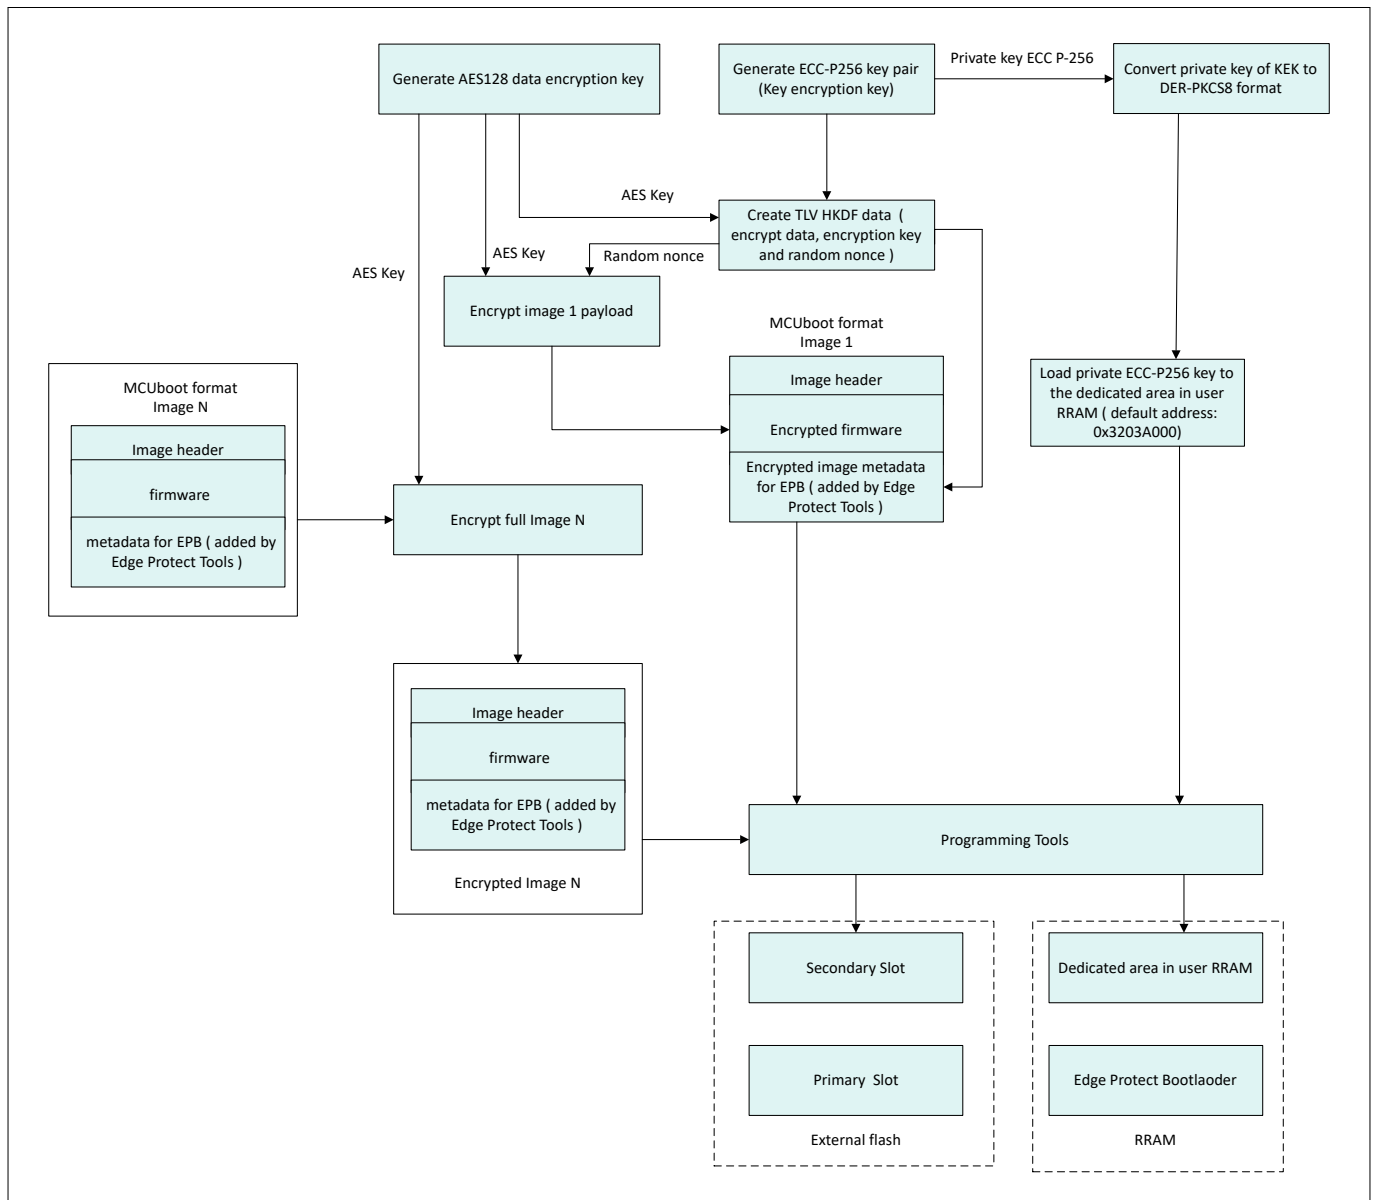 Generate AES128 data encryption key
Generate ECC-P256 key pair
(Key encryption key)
Private key ECC P-256
Convert private key of KEK to
DER-PKCS8 format
AES Key
Create TLV HKDF data (
encrypt data, encryption key
and random nonce )
AES Key
Random nonce
AES Key
Encrypt image 1 payload
MCUboot format
Image 1
Image header
Encrypted firmware
Encrypted image metadata
for EPB ( added by Edge
Protect Tools )
Load private ECC-P256 key to
the dedicated area in user
RRAM ( default address:
0x3203A000)
MCUboot format
Image N
Image header
firmware
metadata for EPB ( added by
Edge Protect Tools )
Encrypt full Image N
Image header
firmware
metadata for EPB ( added by
Edge Protect Tools )
Encrypted Image N
Programming Tools
Secondary Slot
Dedicated area in user RRAM
Primary Slot
Edge Protect Bootlaoder
External flash
RRAM